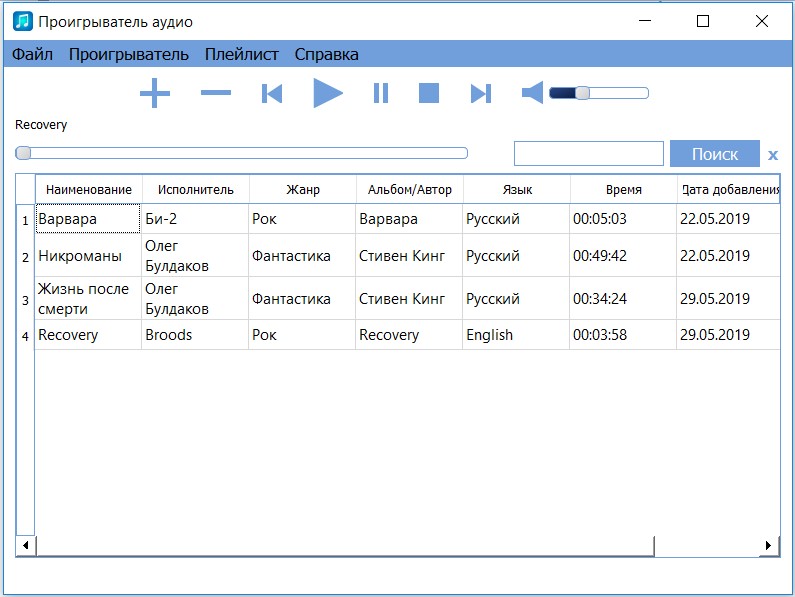 Проигрыватель аудио
Файл Проигрыватель Плейлист Справка
Recovery
Поиск x
Наименование Исполнитель Жанр Альбом/Автор Язык Время Дата добавления
1 Варвара Би-2 Рок Варвара Русский 00:05:03 22.05.2019
2 Никроманы Олег Булдаков Фантастика Стивен Кинг Русский 00:49:42 22.05.2019
3 Жизнь после смерти Олег Булдаков Фантастика Стивен Кинг Русский 00:34:24 29.05.2019
4 Recovery Broods Рок Recovery English 00:03:58 29.05.2019